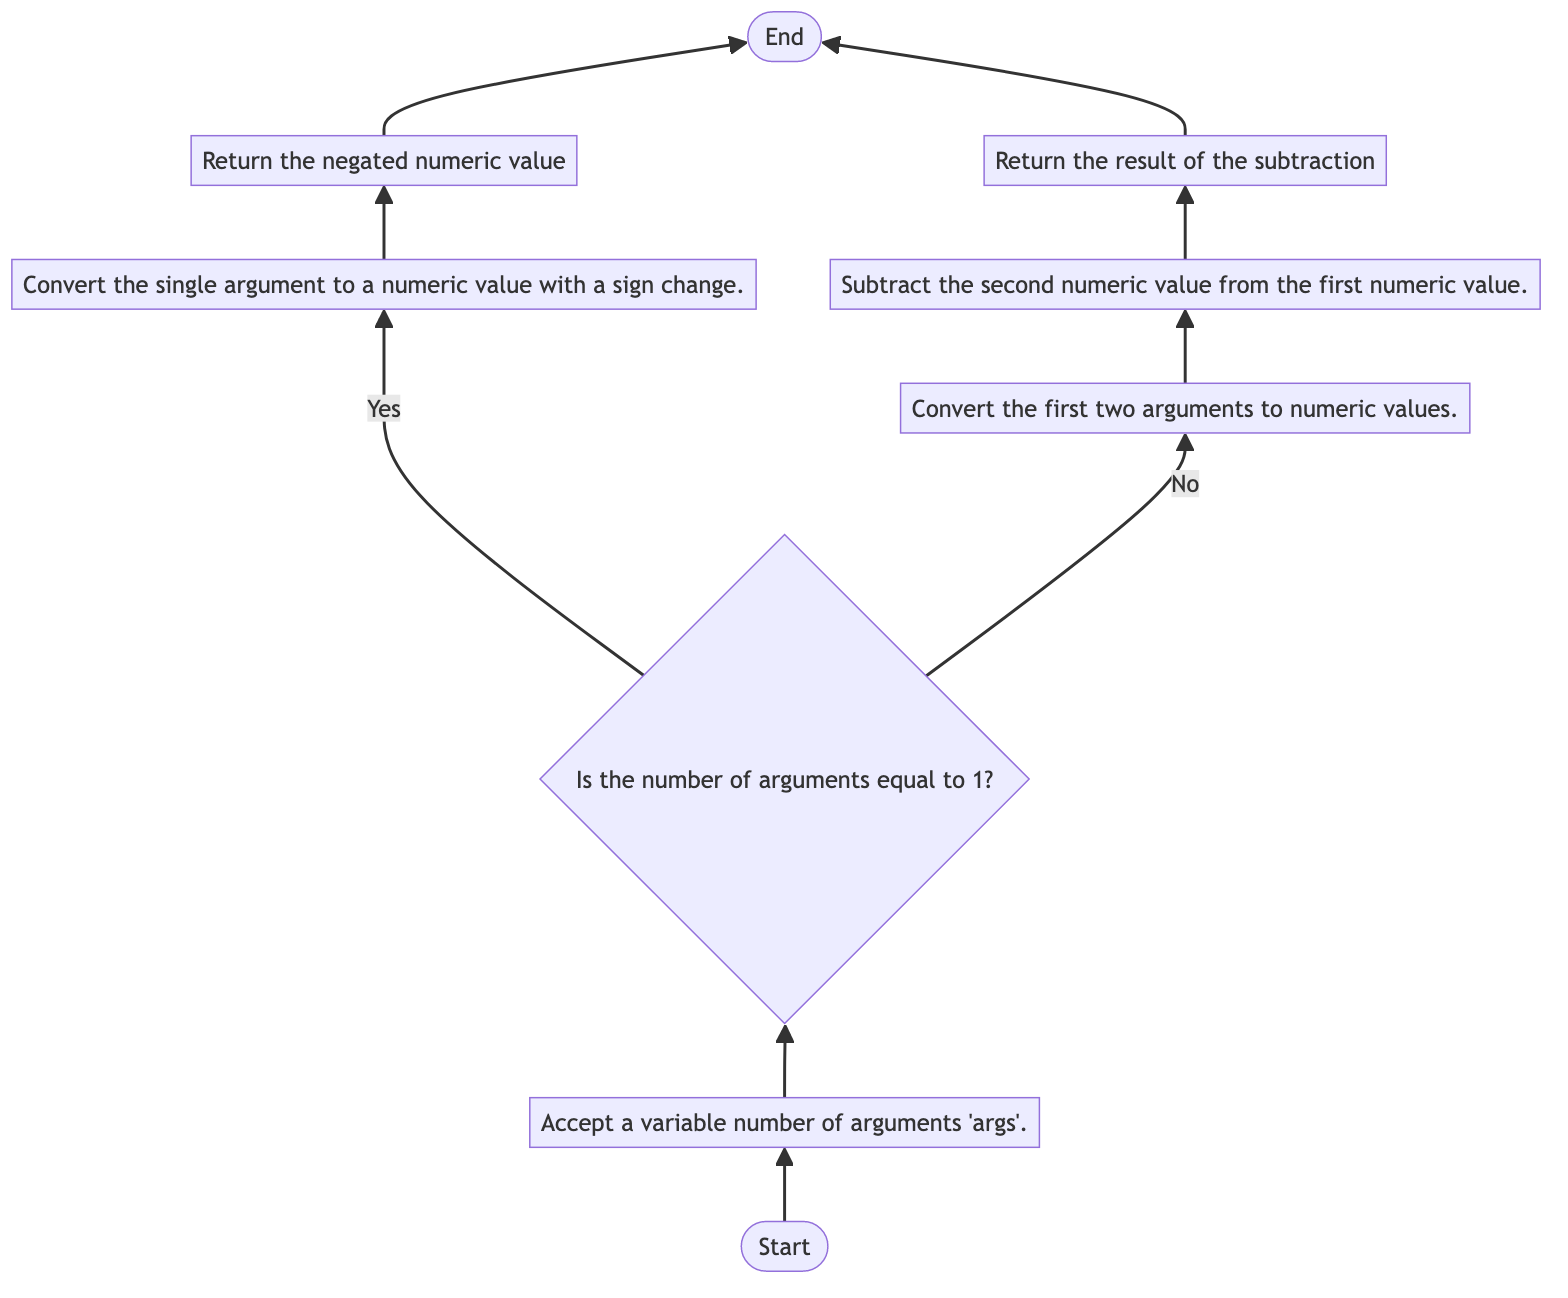 End
Return the negated numeric value
Return the result of the subtraction
Convert the single argument to a numeric value with a sign change.
Subtract the second numeric value from the first numeric value.
Yes
Convert the first two arguments to numeric values.
No
Is the number of arguments equal to 1?
Accept a variable number of arguments 'args'.
Start